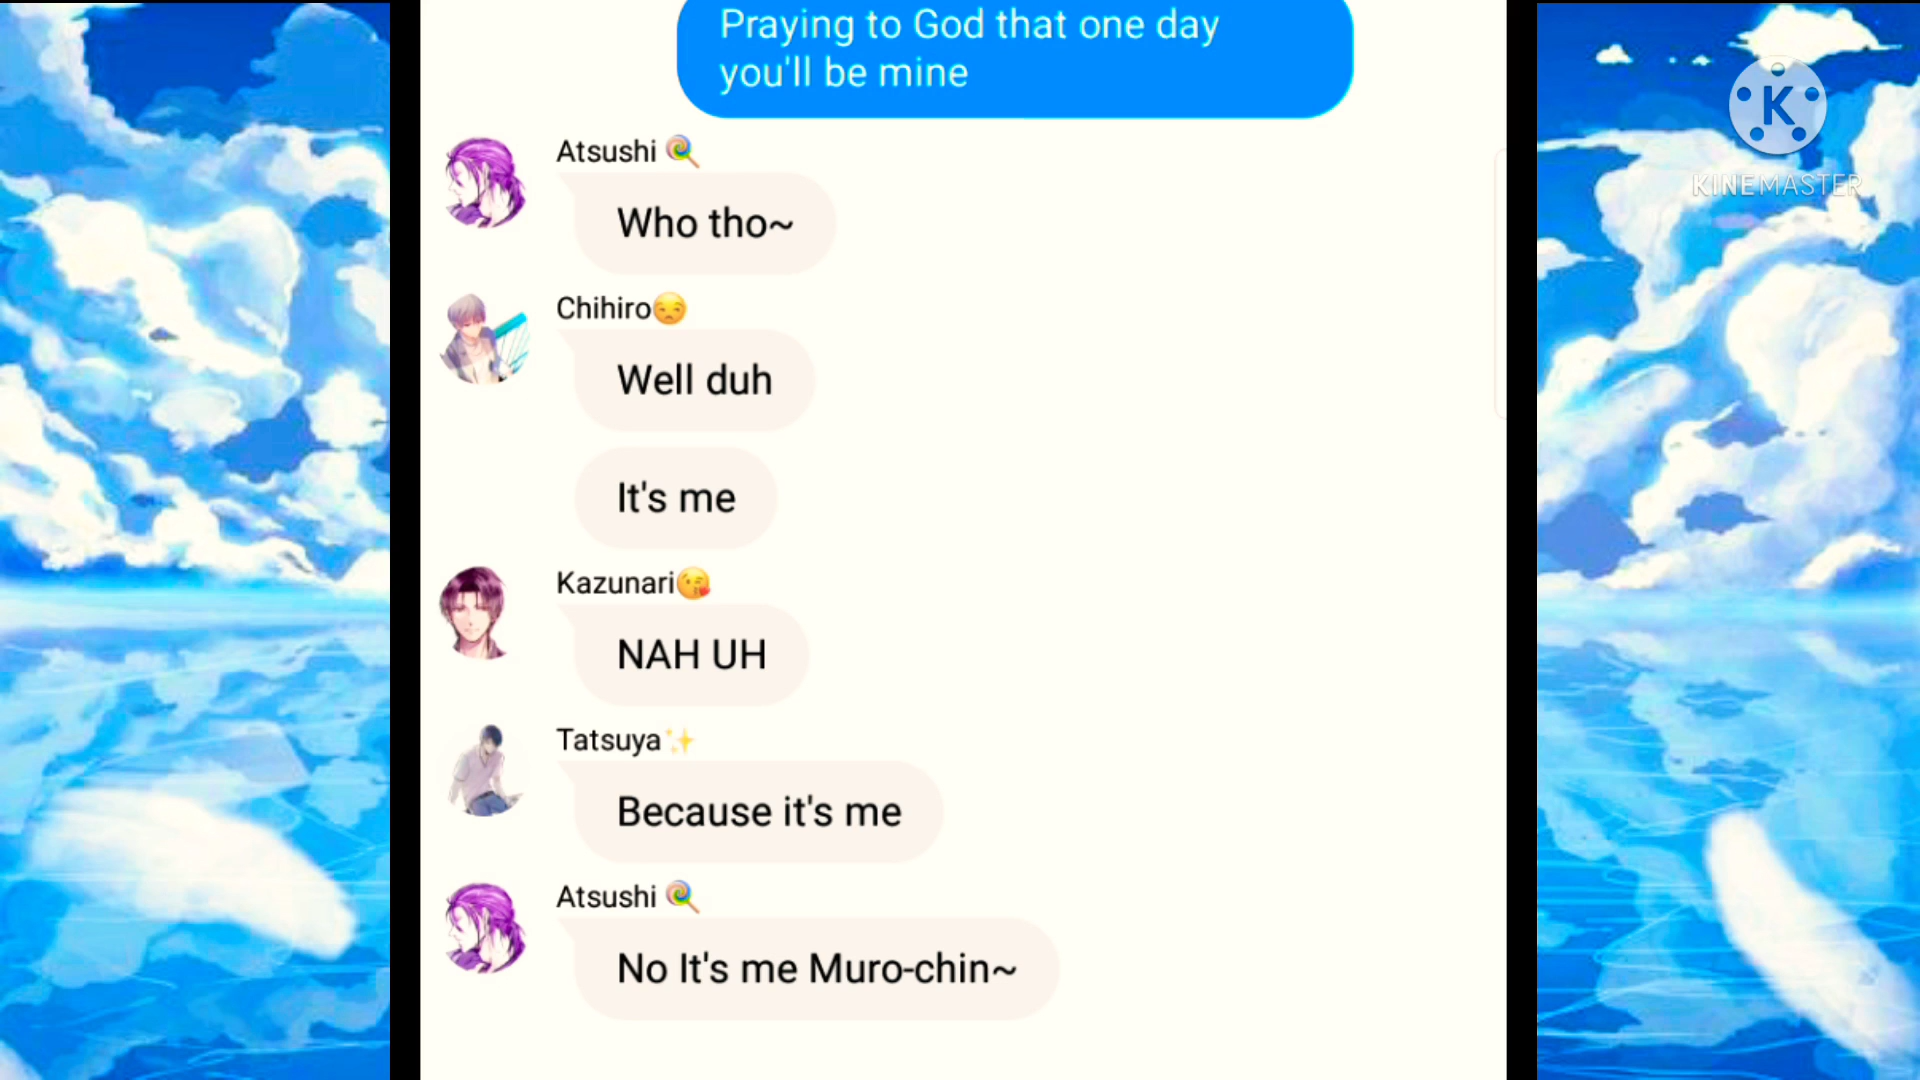 Praying to God that one day
you'll be mine
K
KINEMASTER
Atsushi 🍭
Who tho~
Chihiro😒
Well duh
It's me
Kazunari😘
NAH UH
Tatsuya✨
Because it's me
Atsushi 🍭
No It's me Muro-chin~